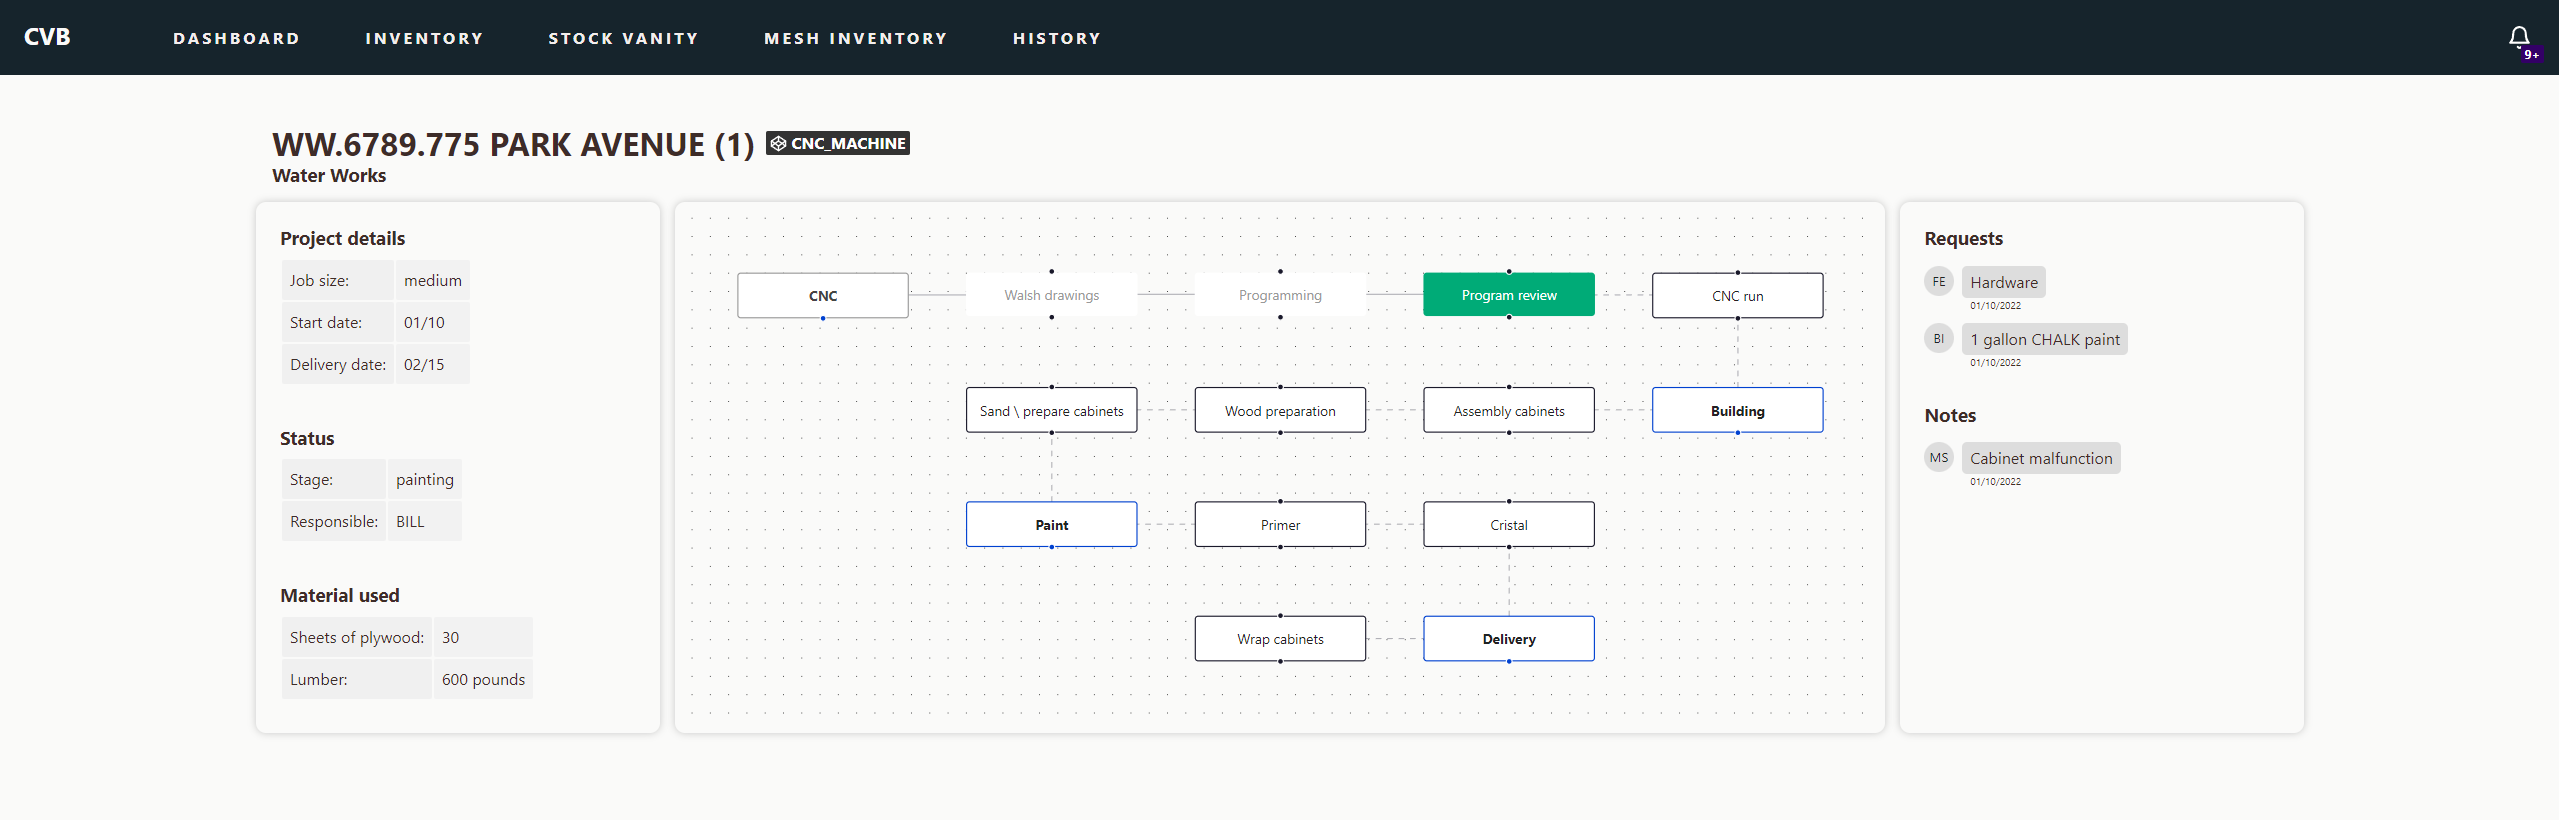 CVB
DASHBOARD
INVENTORY
STOCK VANITY
MESH INVENTORY
HISTORY
9+
WW.6789.775 PARK AVENUE (1)
CNC_MACHINE
Water Works
Project details
Job size: medium
Start date: 01/10
Delivery date: 02/15
Status
Stage: painting
Responsible: BILL
Material used
Sheets of plywood: 30
Lumber: 600 pounds
CNC
Walsh drawings
Programming
Program review
CNC run
Sand \ prepare cabinets
Wood preparation
Assembly cabinets
Building
Paint
Primer
Cristal
Wrap cabinets
Delivery
Requests
FE
Hardware
01/10/2022
BI
1 gallon CHALK paint
01/10/2022
Notes
MS
Cabinet malfunction
01/10/2022